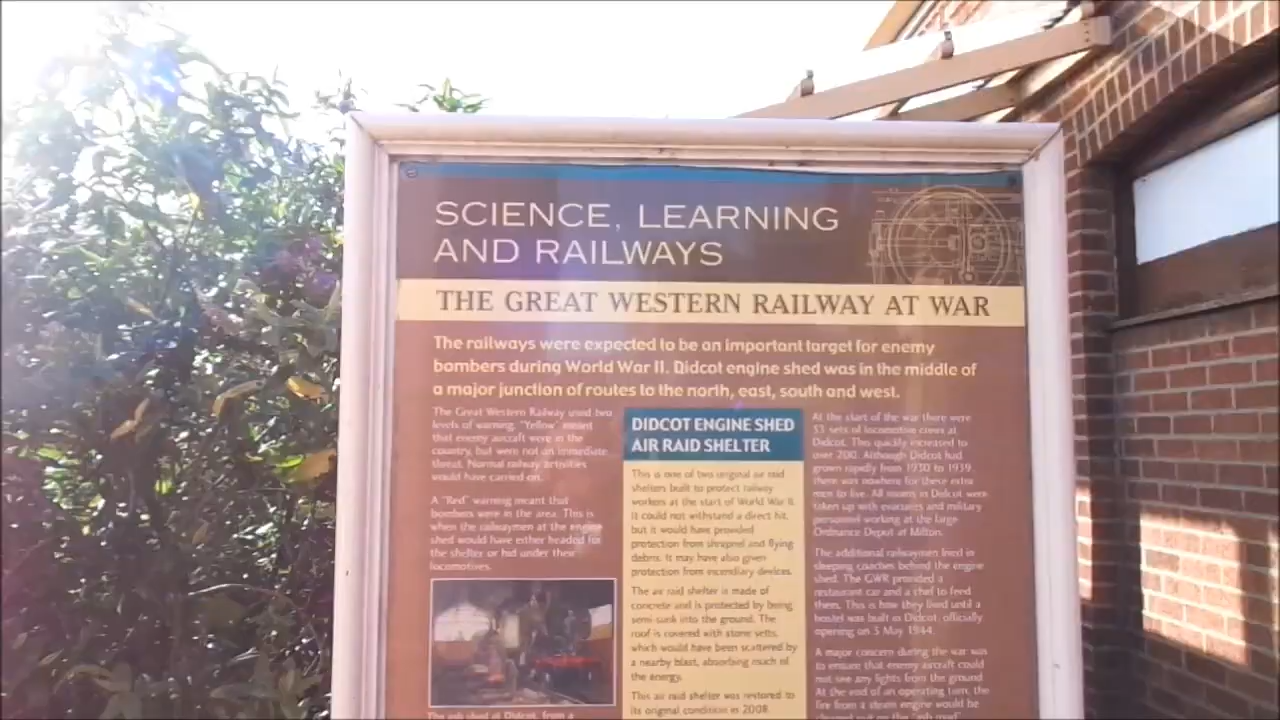 SCIENCE, LEARNING
AND RAILWAYS
THE GREAT WESTERN RAILWAY AT WAR
The railways were expected to be an important target for enemy
bombers during World War II. Didcot engine shed was in the middle of
a major junction of routes to the north, east, south and west.
The Great Western Railway used two
levels of warning. "Yellow" meant
that enemy aircraft were in the
country, but were not an immediate
threat. Normal railway activities
would have carried on.
A "Red" warning meant that
bombers were in the area. This is
when the railwaymen at the engine
shed would have either headed for
the shelter or hid under their
locomotives.
The ash shed at Didcot, from a
DIDCOT ENGINE SHED
AIR RAID SHELTER
This is one of two original air raid
shelters built to protect railway
workers at the start of World War II.
It could not withstand a direct hit,
but it would have provided
protection from shrapnel and flying
debris. It may have also given
protection from incendiary devices.
The air raid shelter is made of
concrete and is protected by being
semi-sunk into the ground. The
roof is covered with stone setts,
which would have been scattered by
a nearby blast, absorbing much of
the energy.
This air raid shelter was restored to
its original condition in 2008.
At the start of the war there were
53 sets of locomotive crews at
Didcot. This quickly increased to
over 200. Although Didcot had
grown rapidly from 1930 to 1939,
there was nowhere for these extra
men to live. All rooms in Didcot were
taken up with evacuees and military
personnel working at the large
Ordnance Depot at Milton.
The additional railwaymen lived in
sleeping coaches behind the engine
shed. The GWR provided a
restaurant car and a chef to feed
them. This is how they lived until a
hostel was built in Didcot, officially
opening on 5 May 1944.
A major concern during the war was
to ensure that enemy aircraft could
not see any lights from the ground.
At the end of an operating turn, the
fire from a steam engine would be
cleaned out on the "ash road"